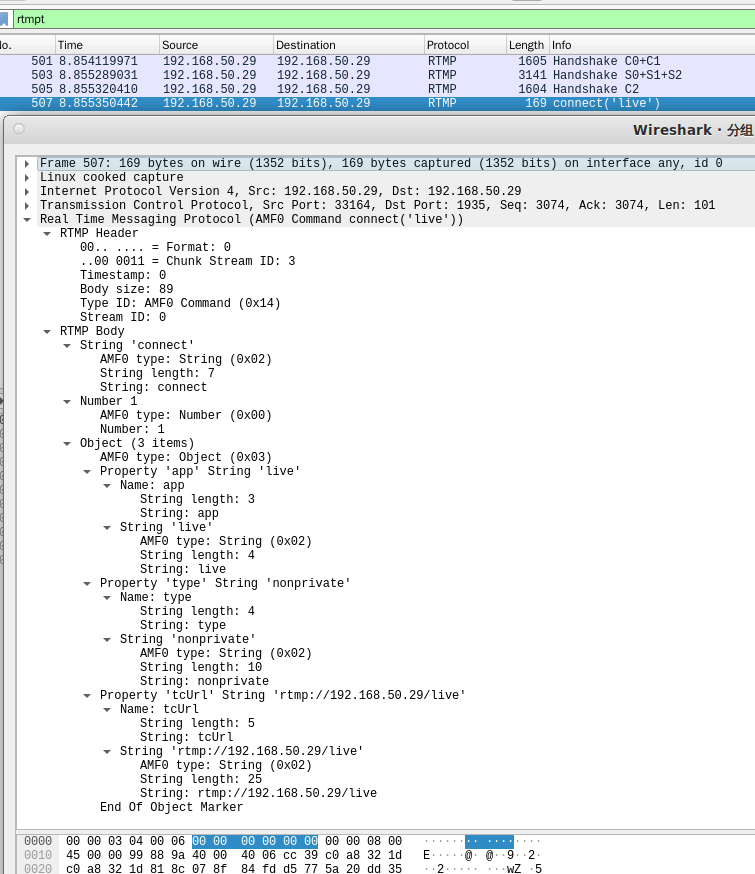 rtmpt
No. Time Source Destination Protocol Length Info
501 8.854119971 192.168.50.29 192.168.50.29 RTMP 1605 Handshake C0+C1
503 8.855289031 192.168.50.29 192.168.50.29 RTMP 3141 Handshake S0+S1+S2
505 8.855320410 192.168.50.29 192.168.50.29 RTMP 1604 Handshake C2
507 8.855350442 192.168.50.29 192.168.50.29 RTMP 169 connect('live')
Wireshark · 分组
Frame 507: 169 bytes on wire (1352 bits), 169 bytes captured (1352 bits) on interface any, id 0
Linux cooked capture
Internet Protocol Version 4, Src: 192.168.50.29, Dst: 192.168.50.29
Transmission Control Protocol, Src Port: 33164, Dst Port: 1935, Seq: 3074, Ack: 3074, Len: 101
Real Time Messaging Protocol (AMF0 Command connect('live'))
RTMP Header
00.. .... = Format: 0
..00 0011 = Chunk Stream ID: 3
Timestamp: 0
Body size: 89
Type ID: AMF0 Command (0x14)
Stream ID: 0
RTMP Body
String 'connect'
AMF0 type: String (0x02)
String length: 7
String: connect
Number 1
AMF0 type: Number (0x00)
Number: 1
Object (3 items)
AMF0 type: Object (0x03)
Property 'app' String 'live'
Name: app
String length: 3
String: app
String 'live'
AMF0 type: String (0x02)
String length: 4
String: live
Property 'type' String 'nonprivate'
Name: type
String length: 4
String: type
String 'nonprivate'
AMF0 type: String (0x02)
String length: 10
String: nonprivate
Property 'tcUrl' String 'rtmp://192.168.50.29/live'
Name: tcUrl
String length: 5
String: tcUrl
String 'rtmp://192.168.50.29/live'
AMF0 type: String (0x02)
String length: 25
String: rtmp://192.168.50.29/live
End Of Object Marker
0000 00 00 03 04 00 06 00 00 00 00 00 00 00 00 08 00 ················
0010 45 00 00 99 88 9a 40 00 40 06 cc 39 c0 a8 32 1d E·····@· @··9··2·
0020 c0 a8 32 1d 81 8c 07 8f 84 fd d5 77 5a 20 dd 35 ··2····· ···wZ ·5